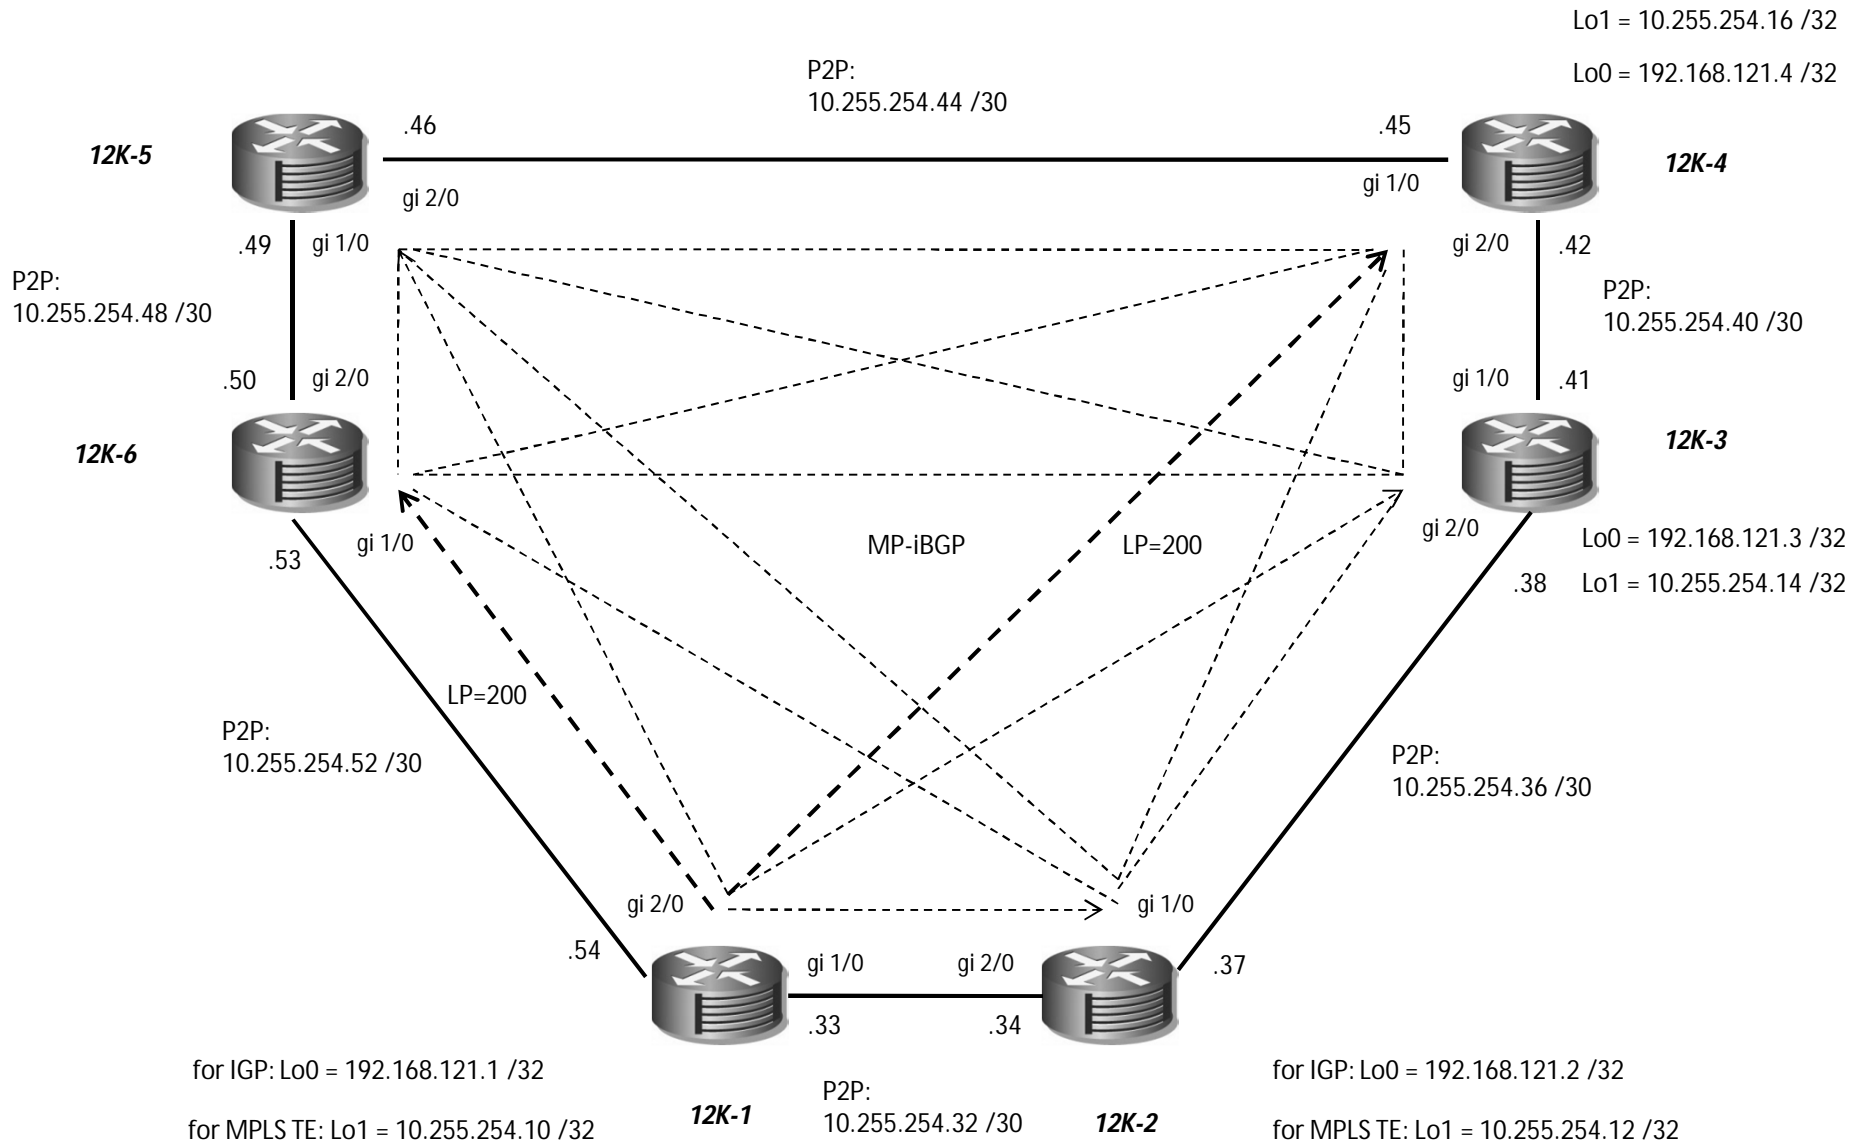 Lo1 = 10.255.254.16 /32
P2P:
10.255.254.44 /30
Lo0 = 192.168.121.4 /32
12K-5
.46
.45
12K-4
gi 2/0
gi 1/0
.49
gi 1/0
gi 2/0
.42
P2P:
10.255.254.48 /30
P2P:
10.255.254.40 /30
.50
gi 2/0
gi 1/0
.41
12K-6
12K-3
gi 1/0
.53
MP-iBGP
LP=200
gi 2/0
Lo0 = 192.168.121.3 /32
.38
Lo1 = 10.255.254.14 /32
LP=200
P2P:
10.255.254.52 /30
P2P:
10.255.254.36 /30
gi 2/0
gi 1/0
.54
gi 1/0
gi 2/0
.37
.33
.34
for IGP: Lo0 = 192.168.121.1 /32
for IGP: Lo0 = 192.168.121.2 /32
for MPLS TE: Lo1 = 10.255.254.10 /32
12K-1
P2P:
10.255.254.32 /30
12K-2
for MPLS TE: Lo1 = 10.255.254.12 /32